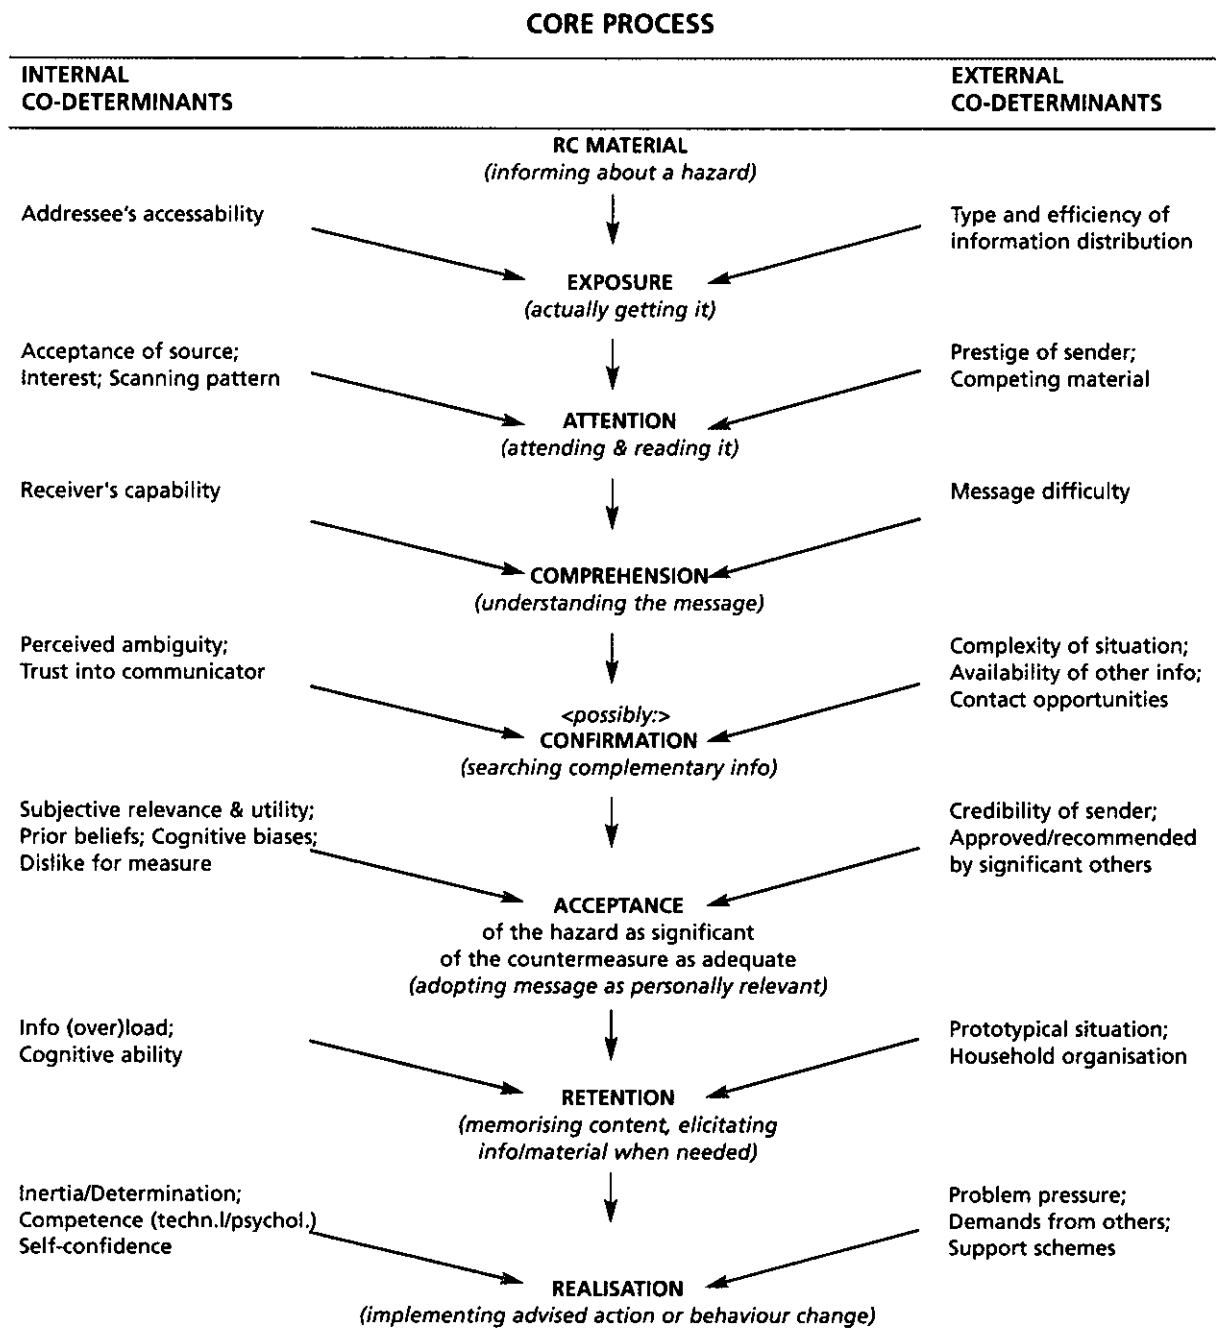 CORE PROCESS
INTERNAL
CO-DETERMINANTS
EXTERNAL
CO-DETERMINANTS
RC MATERIAL
(informing about a hazard)
Addressee's accessability
Type and efficiency of
information distribution
EXPOSURE
(actually getting it)
Acceptance of source;
Interest; Scanning pattern
Prestige of sender;
Competing material
ATTENTION
(attending & reading it)
Receiver's capability
Message difficulty
COMPREHENSION
(understanding the message)
Perceived ambiguity;
Trust into communicator
Complexity of situation;
Availability of other info;
Contact opportunities
<possibly:>
CONFIRMATION
(searching complementary info)
Subjective relevance & utility;
Prior beliefs; Cognitive biases;
Dislike for measure
Credibility of sender;
Approved/recommended
by significant others
ACCEPTANCE
of the hazard as significant
of the countermeasure as adequate
(adopting message as personally relevant)
Info (over)load;
Cognitive ability
Prototypical situation;
Household organisation
RETENTION
(memorising content, elicitating
info/material when needed)
Inertia/Determination;
Competence (techn.l/psychol.)
Self-confidence
Problem pressure;
Demands from others;
Support schemes
REALISATION
(implementing advised action or behaviour change)